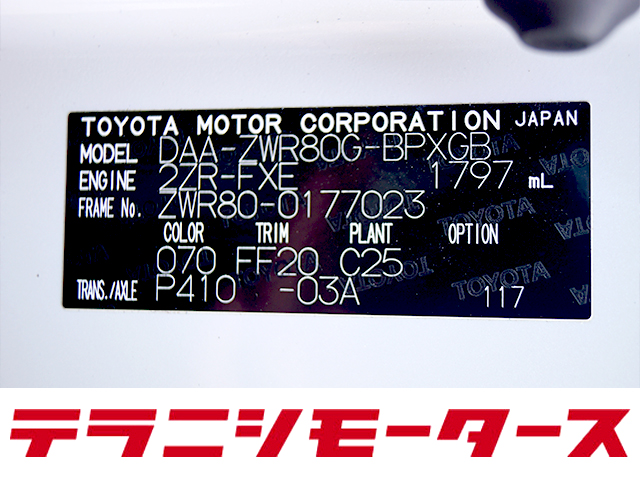 TOYOTA MOTOR CORPORATION JAPAN
MODEL DAA-ZWR80G-BPXGB
ENGINE 2ZR-FXE 1797 mL
FRAME No. ZWR80-0177023
COLOR TRIM PLANT OPTION
070 FF20 C25
TRANS./AXLE P410 -03A 117
テラニシモータース